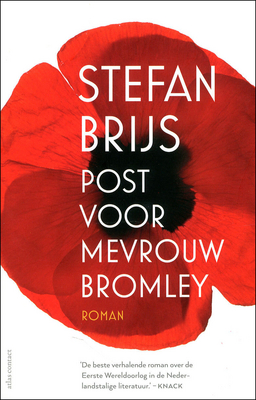 STEFAN
BRIJS
POST
VOOR
MEVROUW
BROMLEY
ROMAN
'De beste verhalende roman over de
Eerste Wereldoorlog in de Neder-
landstalige literatuur.' – KNACK
atlas contact